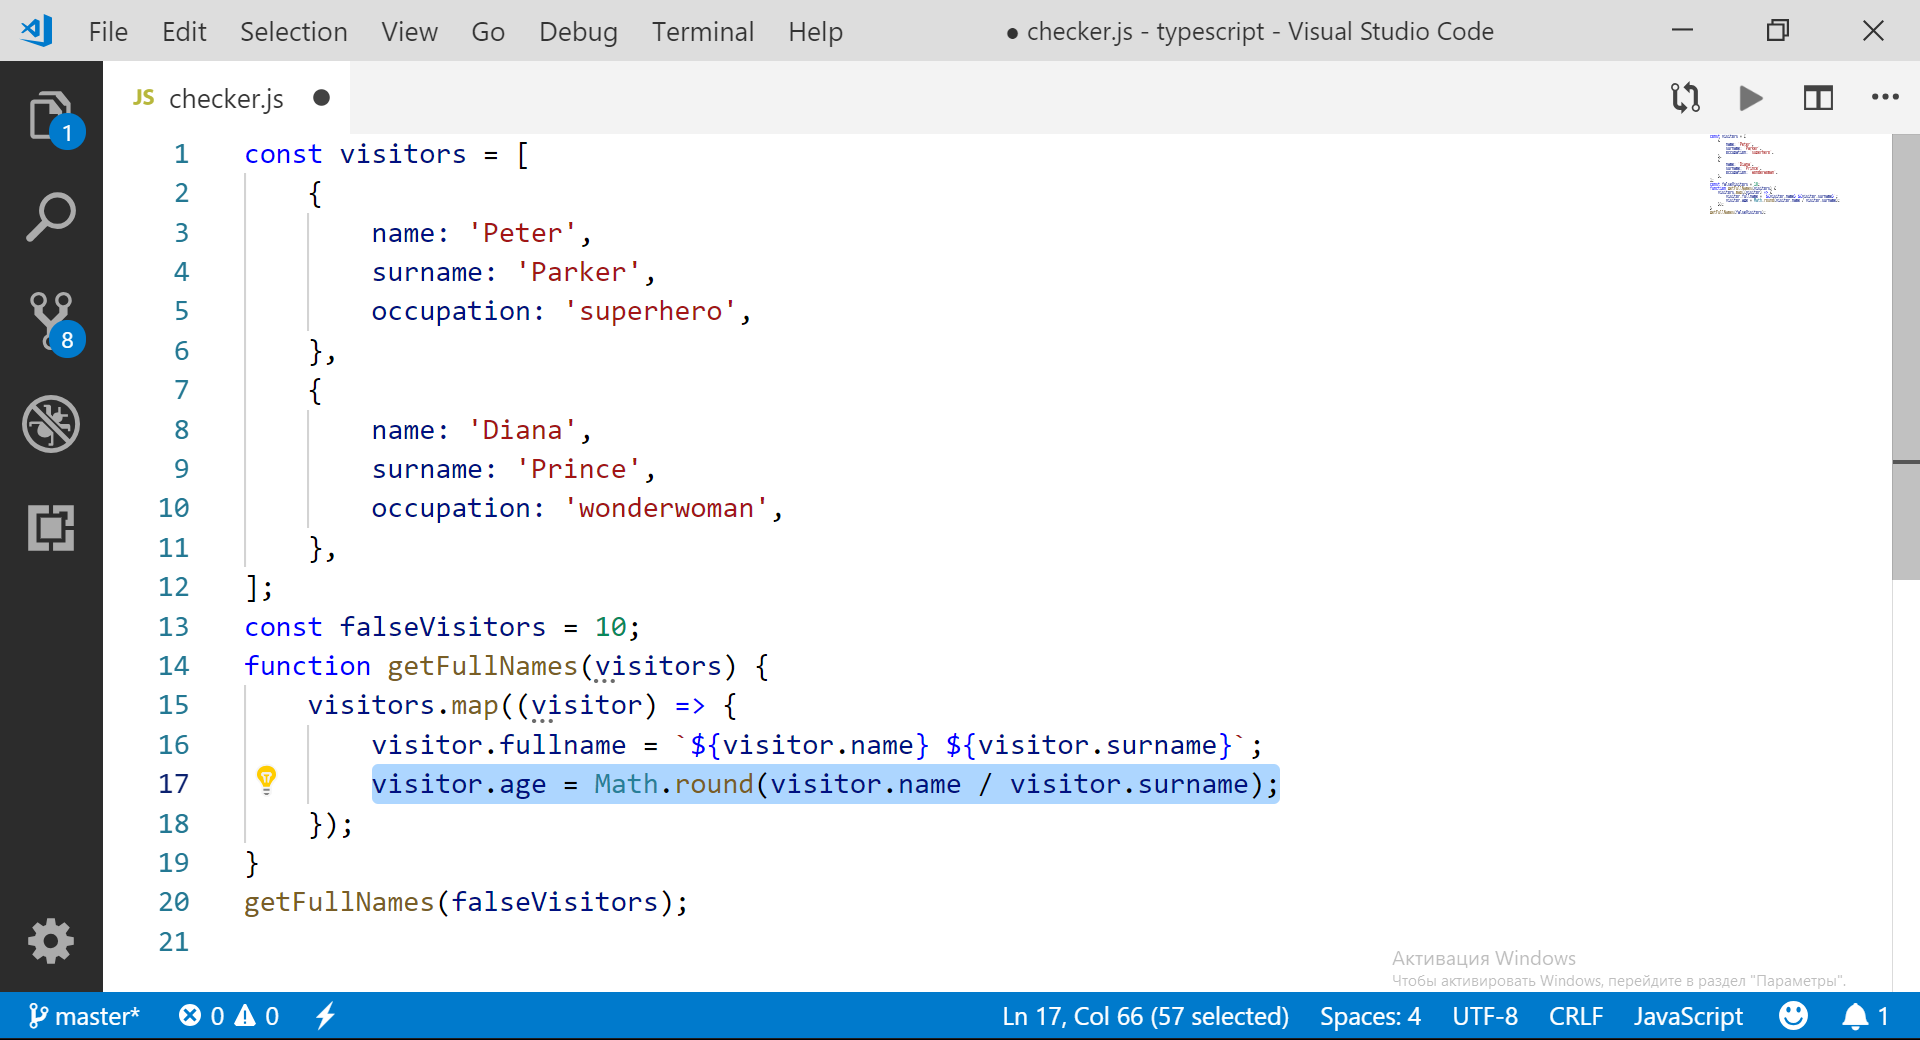 File Edit Selection View Go Debug Terminal Help ● checker.js - typescript - Visual Studio Code
JS checker.js ●
1 const visitors = [
2     {
3         name: 'Peter',
4         surname: 'Parker',
5         occupation: 'superhero',
6     },
7     {
8         name: 'Diana',
9         surname: 'Prince',
10         occupation: 'wonderwoman',
11     },
12 ];
13 const falseVisitors = 10;
14 function getFullNames(visitors) {
15     visitors.map((visitor) => {
16         visitor.fullname = `${visitor.name} ${visitor.surname}`;
17         visitor.age = Math.round(visitor.name / visitor.surname);
18     });
19 }
20 getFullNames(falseVisitors);
21
1
8
Активация Windows
Чтобы активировать Windows, перейдите в раздел "Параметры".
master* 0 0 Ln 17, Col 66 (57 selected) Spaces: 4 UTF-8 CRLF JavaScript 1